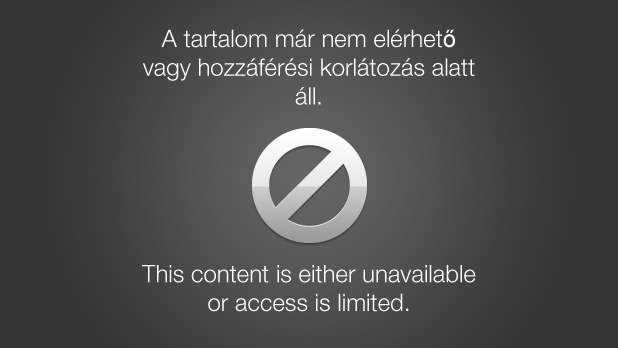 A tartalom már nem elérhető
vagy hozzáférési korlátozás alatt
áll.
This content is either unavailable
or access is limited.